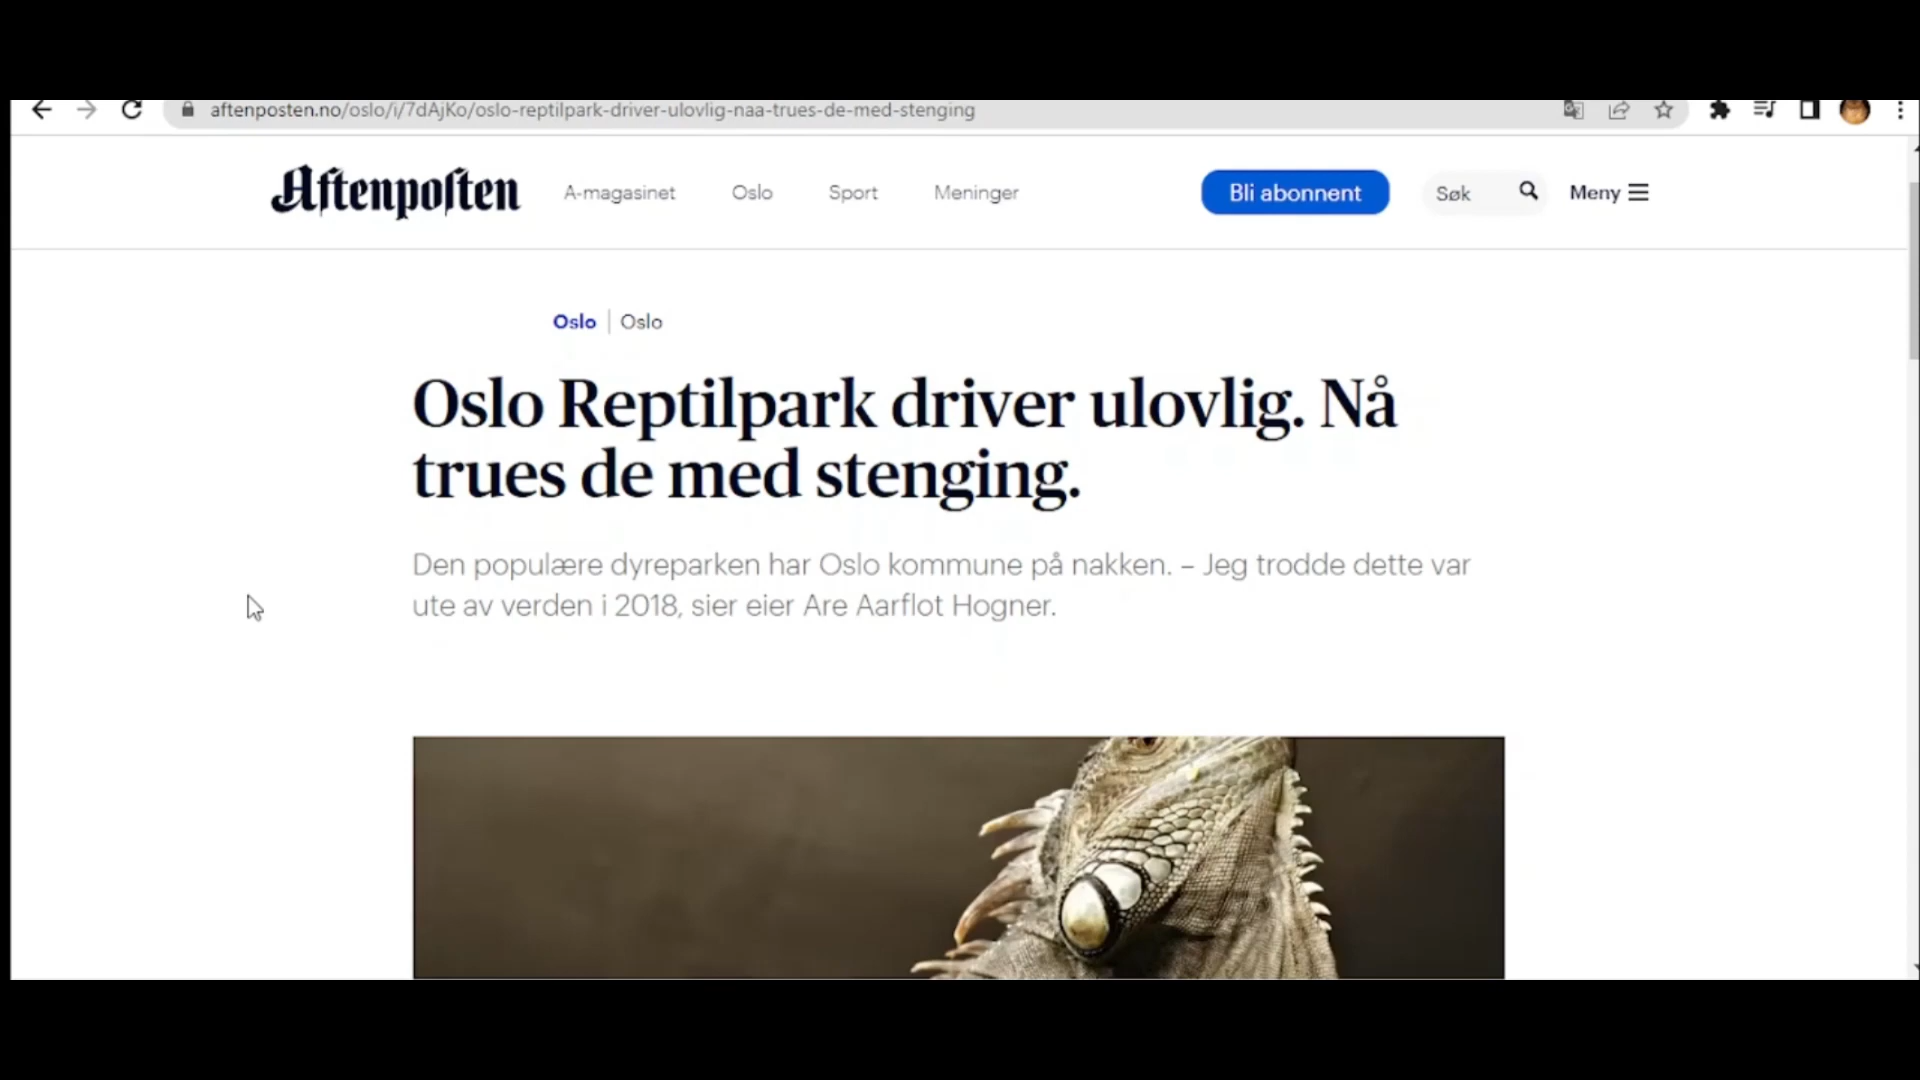 aftenposten.no/oslo/i/7dAjKo/oslo-reptilpark-driver-ulovlig-naa-trues-de-med-stenging
Aftenposten A-magasinet Oslo Sport Meninger Bli abonnent Søk Meny
Oslo | Oslo
Oslo Reptilpark driver ulovlig. Nå
trues de med stenging.
Den populære dyreparken har Oslo kommune på nakken. – Jeg trodde dette var
ute av verden i 2018, sier eier Are Aarflot Hogner.